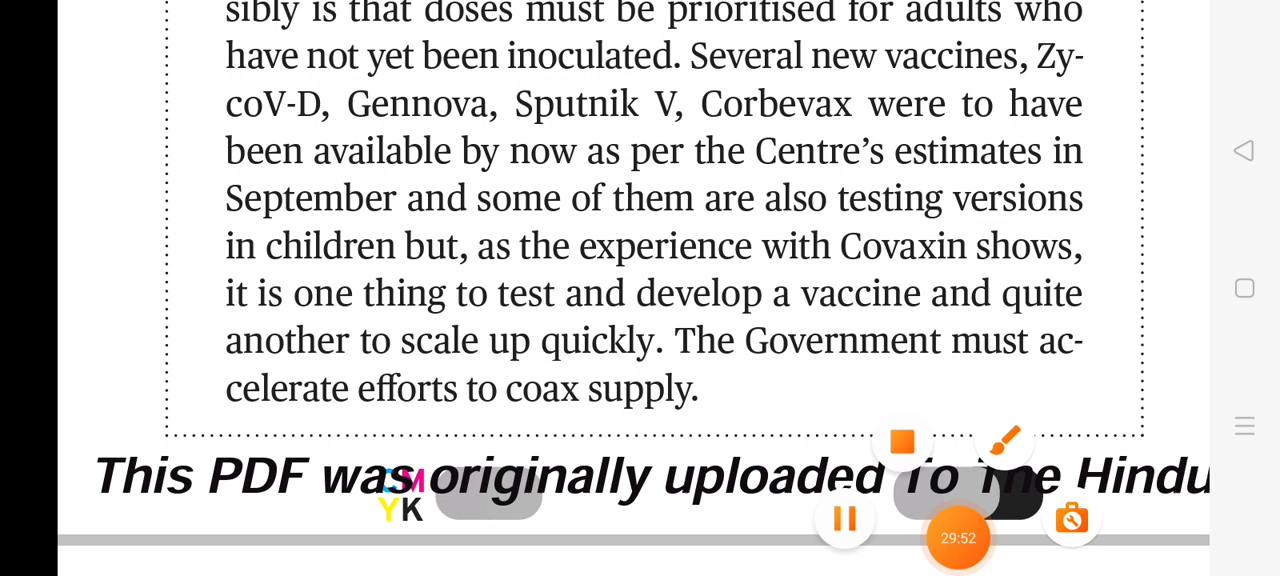 sibly is that doses must be prioritised for adults who
have not yet been inoculated. Several new vaccines, Zy-
coV-D, Gennova, Sputnik V, Corbevax were to have
been available by now as per the Centre's estimates in
September and some of them are also testing versions
in children but, as the experience with Covaxin shows,
it is one thing to test and develop a vaccine and quite
another to scale up quickly. The Government must ac-
celerate efforts to coax supply.
This PDF was originally uploaded To The Hindu
CM
YK
29:52